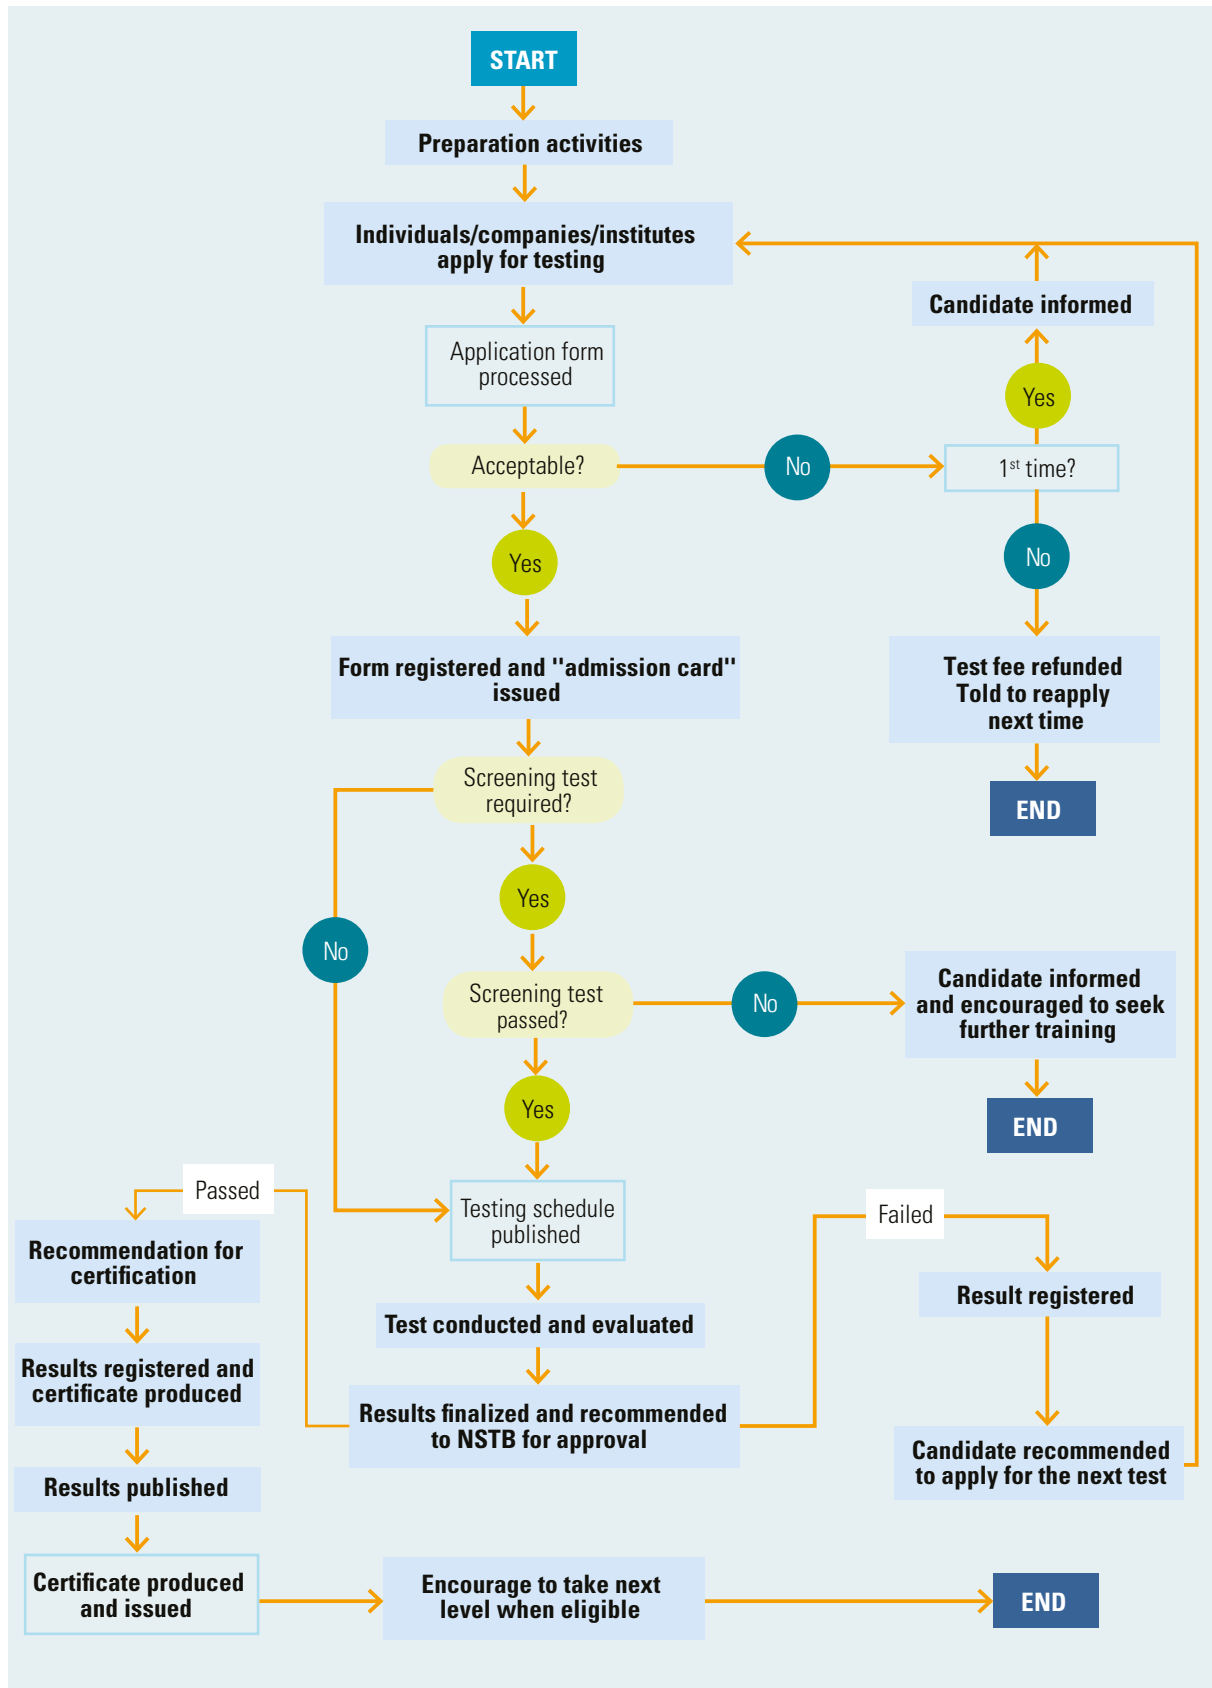 START
Preparation activities
Individuals/companies/institutes
apply for testing
Candidate informed
Application form
processed
Yes
Acceptable?
No
1st time?
Yes
No
Form registered and "admission card"
issued
Test fee refunded
Told to reapply
next time
Screening test
required?
END
Yes
No
Screening test
passed?
No
Candidate informed
and encouraged to seek
further training
Yes
END
Passed
Testing schedule
published
Failed
Recommendation for
certification
Result registered
Test conducted and evaluated
Results registered and
certificate produced
Results finalized and recommended
to NSTB for approval
Candidate recommended
to apply for the next test
Results published
Certificate produced
and issued
Encourage to take next
level when eligible
END